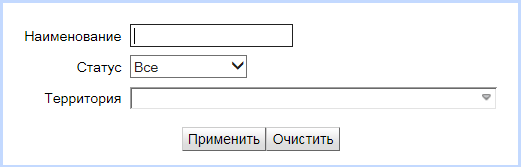 Наименование
Статус Все
Территория
Применить Очистить